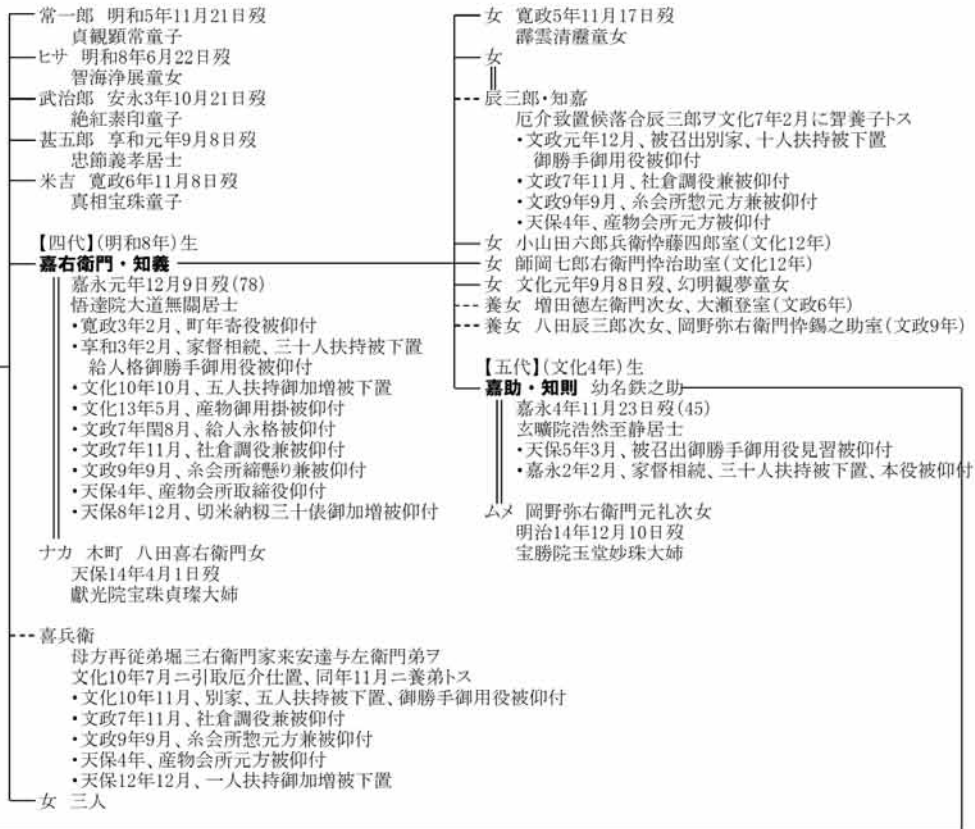 常一郎 明和5年11月21日歿
貞観顕常童子
ヒサ 明和8年6月22日歿
智海浄展童女
武治郎 安永3年10月21日歿
絶紅素印童子
甚五郎 享和元年9月8日歿
忠節義孝居士
米吉 寛政6年11月8日歿
真相宝珠童子
【四代】(明和8年)生
嘉右衛門・知義
嘉永元年12月9日歿(78)
悟達院大道無關居士
・寛政3年2月、町年寄役被仰付
・享和3年2月、家督相続、三十人扶持被下置
給人格御勝手御用役被仰付
・文化10年10月、五人扶持御加増被下置
・文化13年5月、産物御用掛被仰付
・文政7年閏8月、給人永格被仰付
・文政7年11月、社倉調役兼被仰付
・文政9年9月、糸会所締懸り兼被仰付
・天保4年、産物会所取締役仰付
・天保8年12月、切米納籾三十俵御加増被仰付
ナカ 木町 八田喜右衛門女
天保14年4月1日歿
獻光院宝珠貞璨大姉
喜兵衛
母方再従弟堀三右衛門家来安達与左衛門弟ヲ
文化10年7月ニ引取厄介仕置、同年11月ニ養弟トス
・文化10年11月、別家、五人扶持被下置、御勝手御用役被仰付
・文政7年11月、社倉調役兼被仰付
・文政9年9月、糸会所惣元方兼被仰付
・天保4年、産物会所元方被仰付
・天保12年12月、一人扶持御加増被下置
女 三人
女 寛政5年11月17日歿
霹雲清靂童女
女
辰三郎・知嘉
厄介致置候落合辰三郎ヲ文化7年2月に聟養子トス
・文政元年12月、被召出別家、十人扶持被下置
御勝手御用役被仰付
・文政7年11月、社倉調役兼被仰付
・文政9年9月、糸会所惣元方兼被仰付
・天保4年、産物会所元方被仰付
女 小山田六郎兵衛忰藤四郎室(文化12年)
女 師岡七郎右衛門忰治助室(文化12年)
女 文化元年9月8日歿、幻明観夢童女
養女 増田徳左衛門次女、大瀬登室(文政6年)
養女 八田辰三郎次女、岡野弥右衛門忰錫之助室(文政9年)
【五代】(文化4年)生
嘉助・知則 幼名鉄之助
嘉永4年11月23日歿(45)
玄曠院浩然至静居士
・天保5年3月、被召出御勝手御用役見習被仰付
・嘉永2年2月、家督相続、三十人扶持被下置、本役被仰付
ムメ 岡野弥右衛門元礼次女
明治14年12月10日歿
宝勝院玉堂妙珠大姉